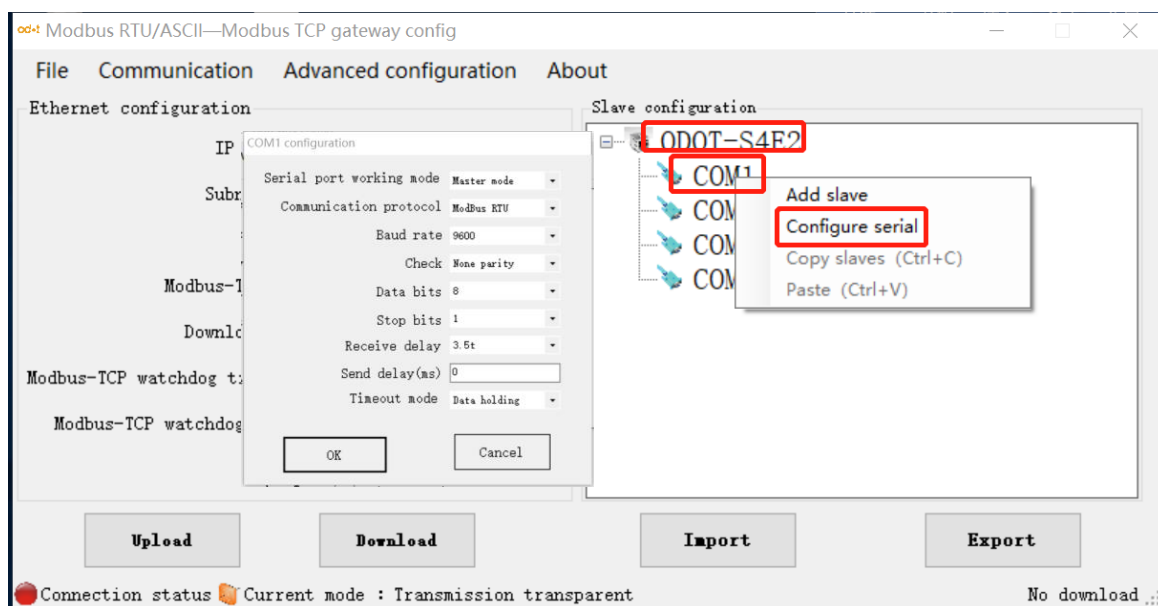 Modbus RTU/ASCII—Modbus TCP gateway config
File Communication Advanced configuration About
Ethernet configuration
IP
Modbus-T
Modbus-TCP watchdog
Modbus-TCP watchdog
COM1 configuration
Serial port working mode Master mode
Communication protocol ModBus RTU
Baud rate 9600
Check None parity
Data bits 8
Stop bits 1
Receive delay 3.5t
Send delay(ms) 0
Timeout mode Data holding
OK Cancel
Slave configuration
ODOT-S4E2
COM1
COM
COM
COM
Add slave
Configure serial
Copy slaves (Ctrl+C)
Paste (Ctrl+V)
Upload Download Import Export
Connection status Current mode : Transmission transparent No download